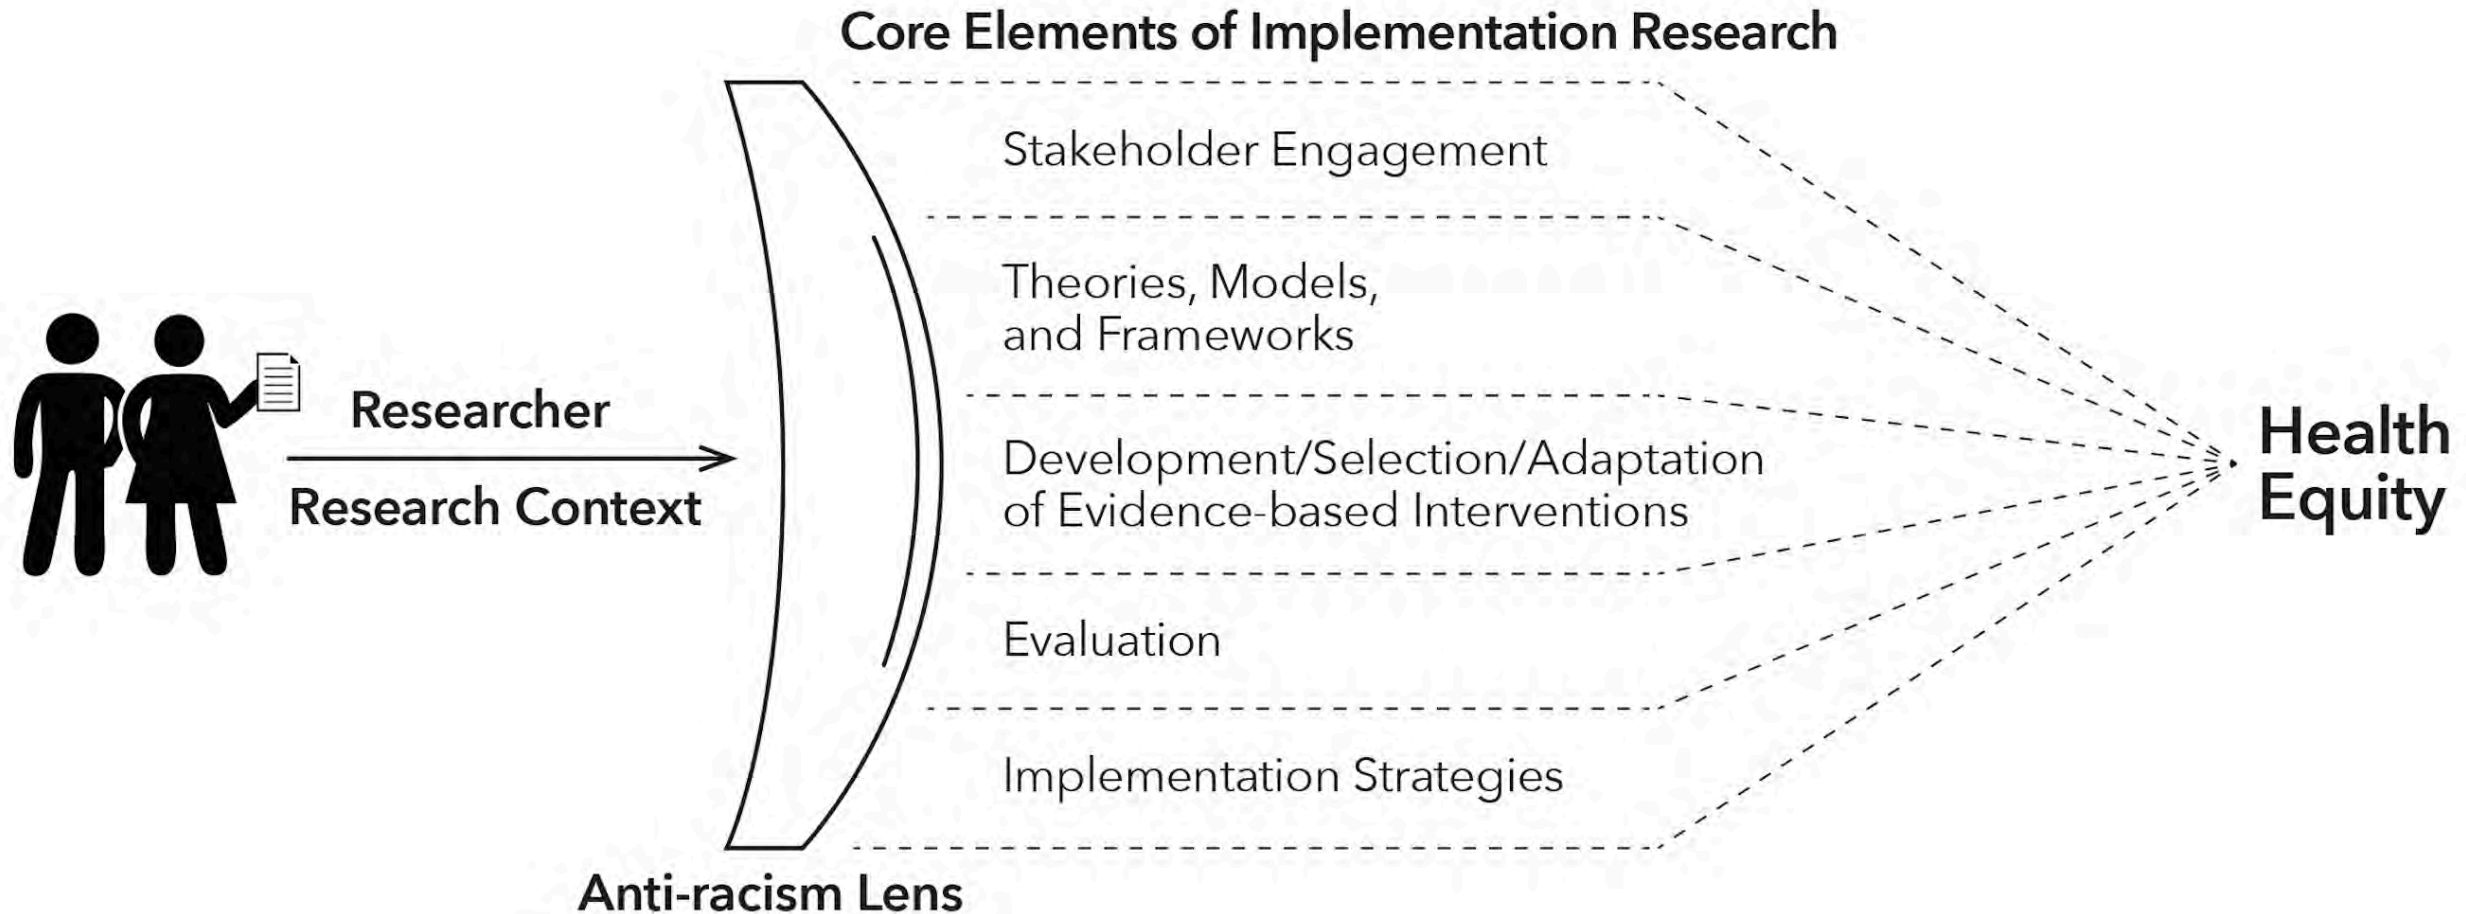 Core Elements of Implementation Research
Stakeholder Engagement
Theories, Models,
and Frameworks
Researcher
Research Context
Development/Selection/Adaptation
of Evidence-based Interventions
Health
Equity
Evaluation
Implementation Strategies
Anti-racism Lens